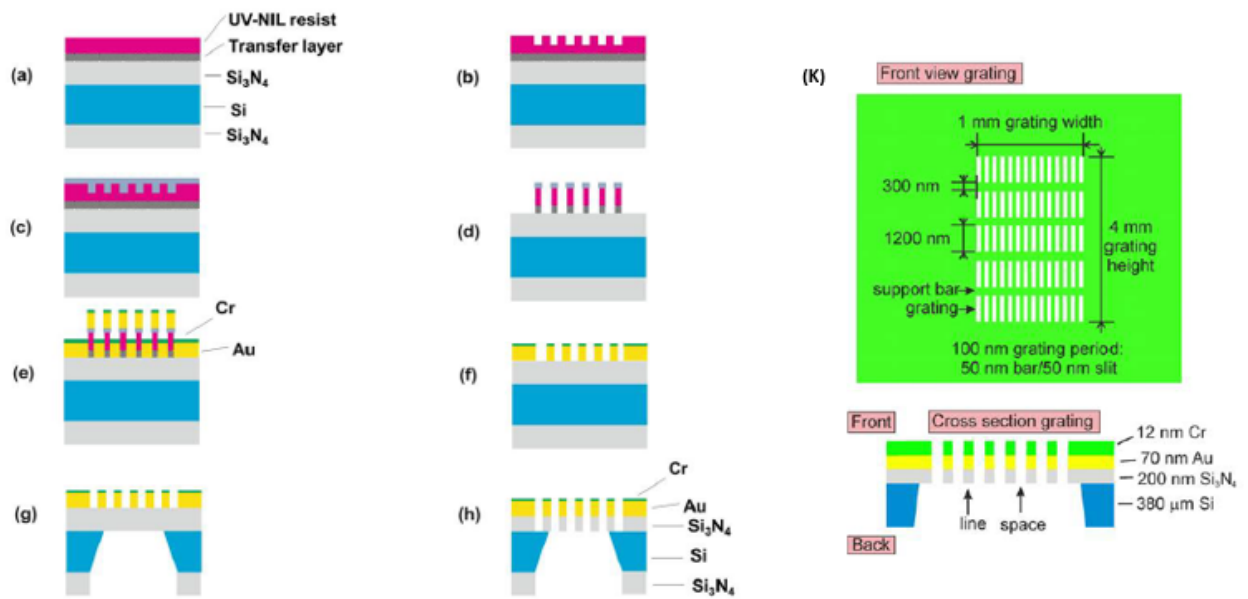 UV-NIL resist
Transfer layer
(a)
Si₃N₄
Si
Si₃N₄
(b)
(c)
(d)
Cr
Au
(e)
(f)
(g)
Cr
Au
(h)
Si₃N₄
Si
Si₃N₄
(K)
Front view grating
1 mm grating width
300 nm
1200 nm
4 mm
grating
height
support bar
grating
100 nm grating period:
50 nm bar/50 nm slit
Front
Cross section grating
12 nm Cr
70 nm Au
200 nm Si₃N₄
380 µm Si
line
space
Back